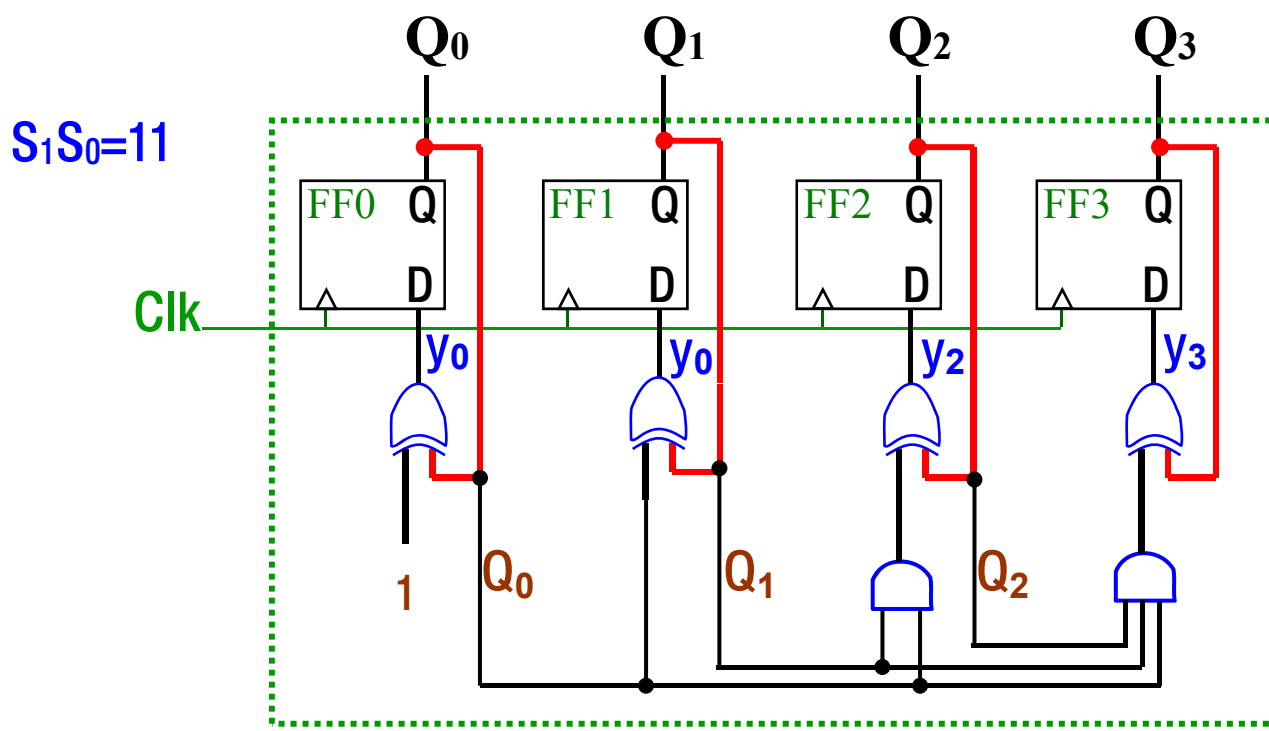 Q₀ Q₁ Q₂ Q₃
S₁S₀=11
FF0 Q FF1 Q FF2 Q FF3 Q
D D D D
Clk
y₀ y₀ y₂ y₃
1 Q₀ Q₁ Q₂